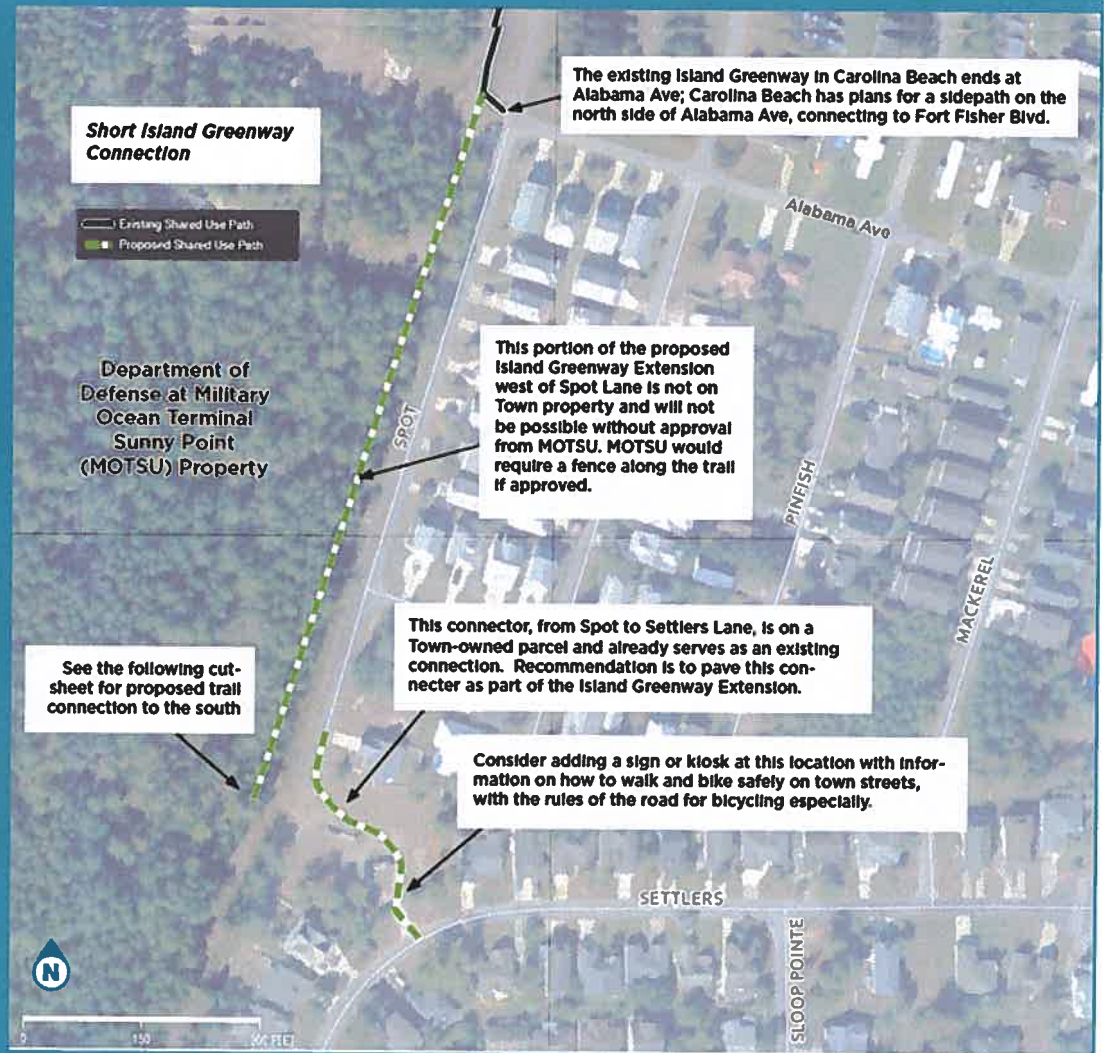 The existing Island Greenway in Carolina Beach ends at
Alabama Ave; Carolina Beach has plans for a sidepath on the
north side of Alabama Ave, connecting to Fort Fisher Blvd.
Short Island Greenway
Connection
Existing Shared Use Path
Proposed Shared Use Path
Alabama Ave
Department of
Defense at Military
Ocean Terminal
Sunny Point
(MOTSU) Property
This portion of the proposed
Island Greenway Extension
west of Spot Lane is not on
Town property and will not
be possible without approval
from MOTSU. MOTSU would
require a fence along the trail
if approved.
SPOT
PINFISH
MACKEREL
This connector, from Spot to Settlers Lane, is on a
Town-owned parcel and already serves as an existing
connection. Recommendation is to pave this con-
necter as part of the Island Greenway Extension.
See the following cut-
sheet for proposed trail
connection to the south
Consider adding a sign or kiosk at this location with infor-
mation on how to walk and bike safely on town streets,
with the rules of the road for bicycling especially.
SETTLERS
SLOOP POINTE
N
0 150 300 FEET